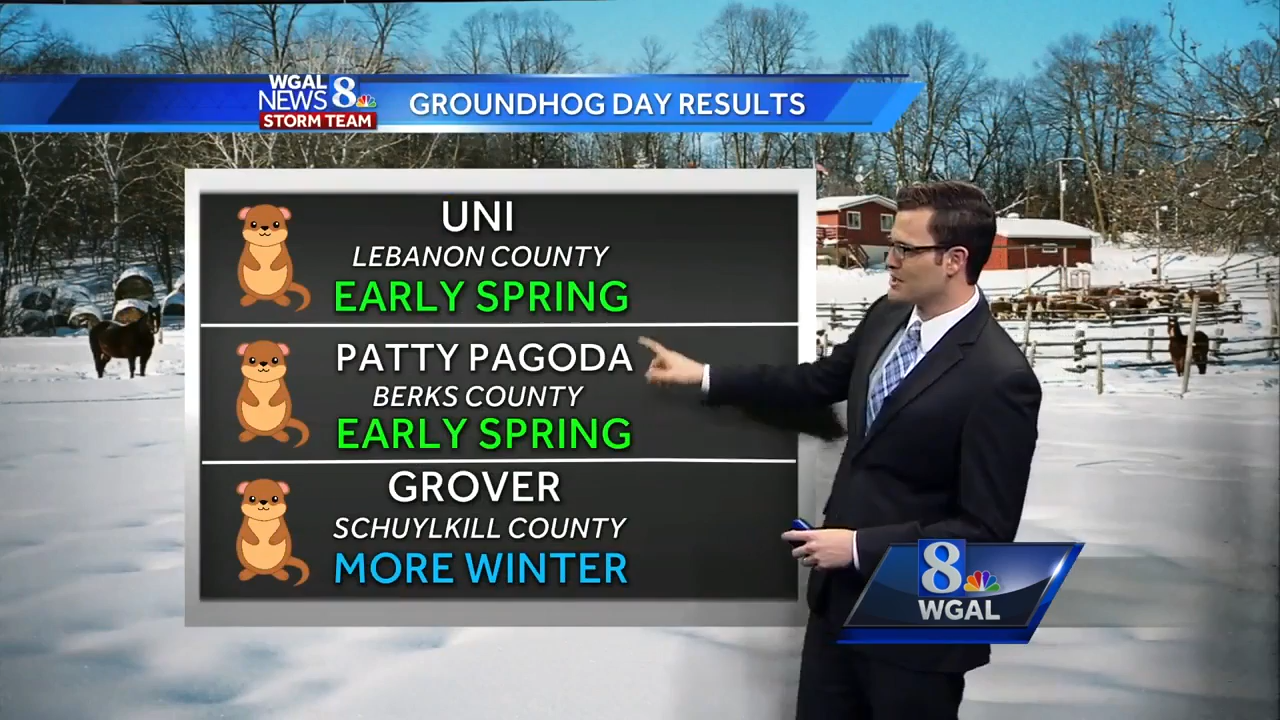 WGAL
NEWS 8
STORM TEAM
GROUNDHOG DAY RESULTS
UNI
LEBANON COUNTY
EARLY SPRING
PATTY PAGODA
BERKS COUNTY
EARLY SPRING
GROVER
SCHUYLKILL COUNTY
MORE WINTER
8
WGAL